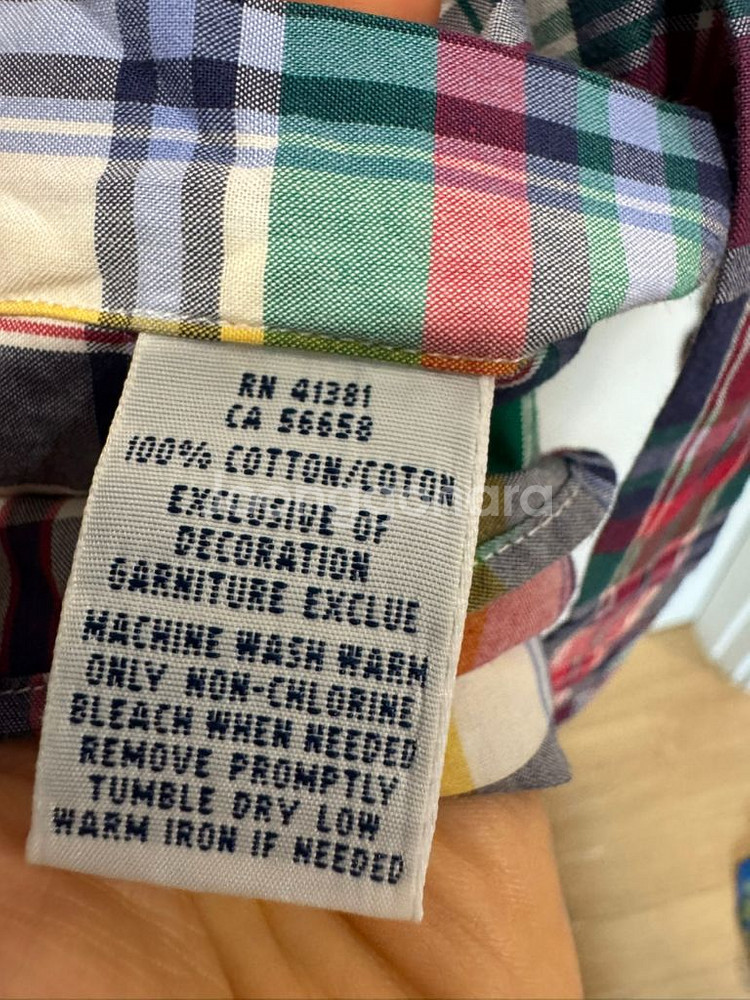 RN 41381
CA 56658
100% COTTON/COTON
EXCLUSIVE OF
DECORATION
GARNITURE EXCLUE
MACHINE WASH WARM
ONLY NON-CHLORINE
BLEACH WHEN NEEDED
REMOVE PROMPTLY
TUMBLE DRY LOW
WARM IRON IF NEEDED